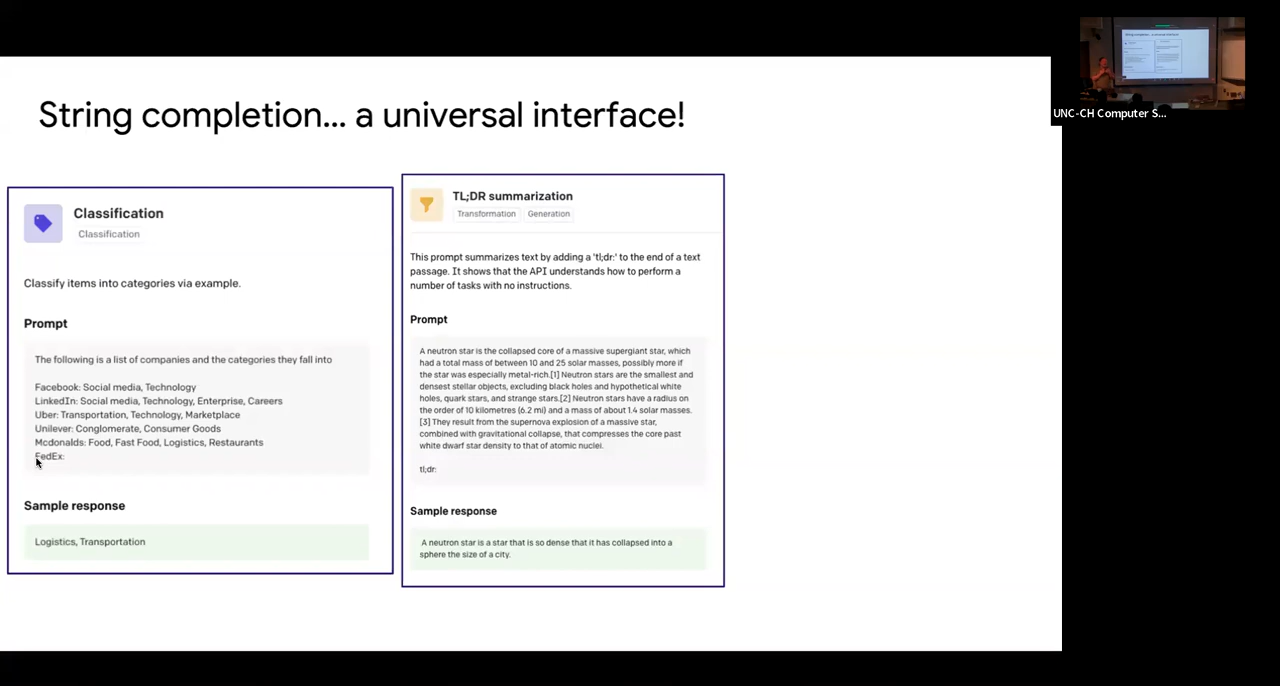 String completion... a universal interface!
Classification
Classification
Classify items into categories via example.
Prompt
The following is a list of companies and the categories they fall into
Facebook: Social media, Technology
LinkedIn: Social media, Technology, Enterprise, Careers
Uber: Transportation, Technology, Marketplace
Unilever: Conglomerate, Consumer Goods
Mcdonalds: Food, Fast Food, Logistics, Restaurants
FedEx:
Sample response
Logistics, Transportation
TL;DR summarization
Transformation Generation
This prompt summarizes text by adding a 'tl;dr:' to the end of a text
passage. It shows that the API understands how to perform a
number of tasks with no instructions.
Prompt
A neutron star is the collapsed core of a massive supergiant star, which
had a total mass of between 10 and 25 solar masses, possibly more if
the star was especially metal-rich.[1] Neutron stars are the smallest and
densest stellar objects, excluding black holes and hypothetical white
holes, quark stars, and strange stars.[2] Neutron stars have a radius on
the order of 10 kilometres (6.2 mi) and a mass of about 1.4 solar masses.
[3] They result from the supernova explosion of a massive star,
combined with gravitational collapse, that compresses the core past
white dwarf star density to that of atomic nuclei.
tl;dr:
Sample response
A neutron star is a star that is so dense that it has collapsed into a
sphere the size of a city.
String completion... a universal interface!
UNC-CH Computer S...